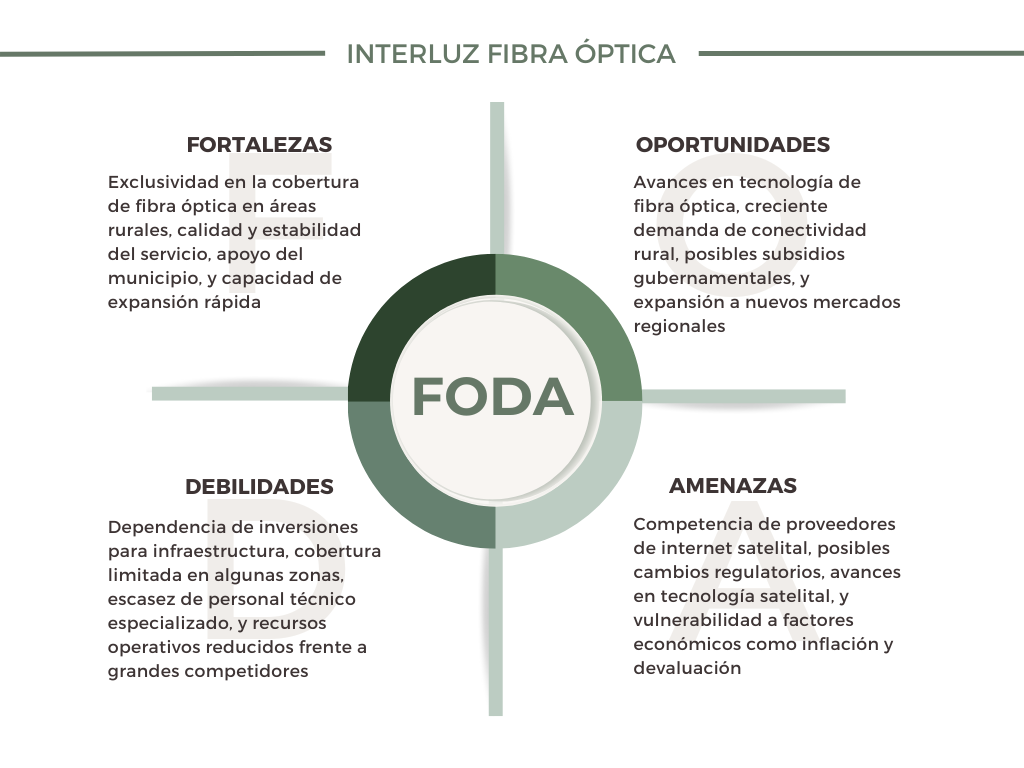 INTERLUZ FIBRA ÓPTICA
FORTALEZAS
F
Exclusividad en la cobertura
de fibra óptica en áreas
rurales, calidad y estabilidad
del servicio, apoyo del
municipio, y capacidad de
expansión rápida
OPORTUNIDADES
O
Avances en tecnología de
fibra óptica, creciente
demanda de conectividad
rural, posibles subsidios
gubernamentales, y
expansión a nuevos mercados
regionales
FODA
DEBILIDADES
D
Dependencia de inversiones
para infraestructura, cobertura
limitada en algunas zonas,
escasez de personal técnico
especializado, y recursos
operativos reducidos frente a
grandes competidores
AMENAZAS
A
Competencia de proveedores
de internet satelital, posibles
cambios regulatorios, avances
en tecnología satelital, y
vulnerabilidad a factores
económicos como inflación y
devaluación